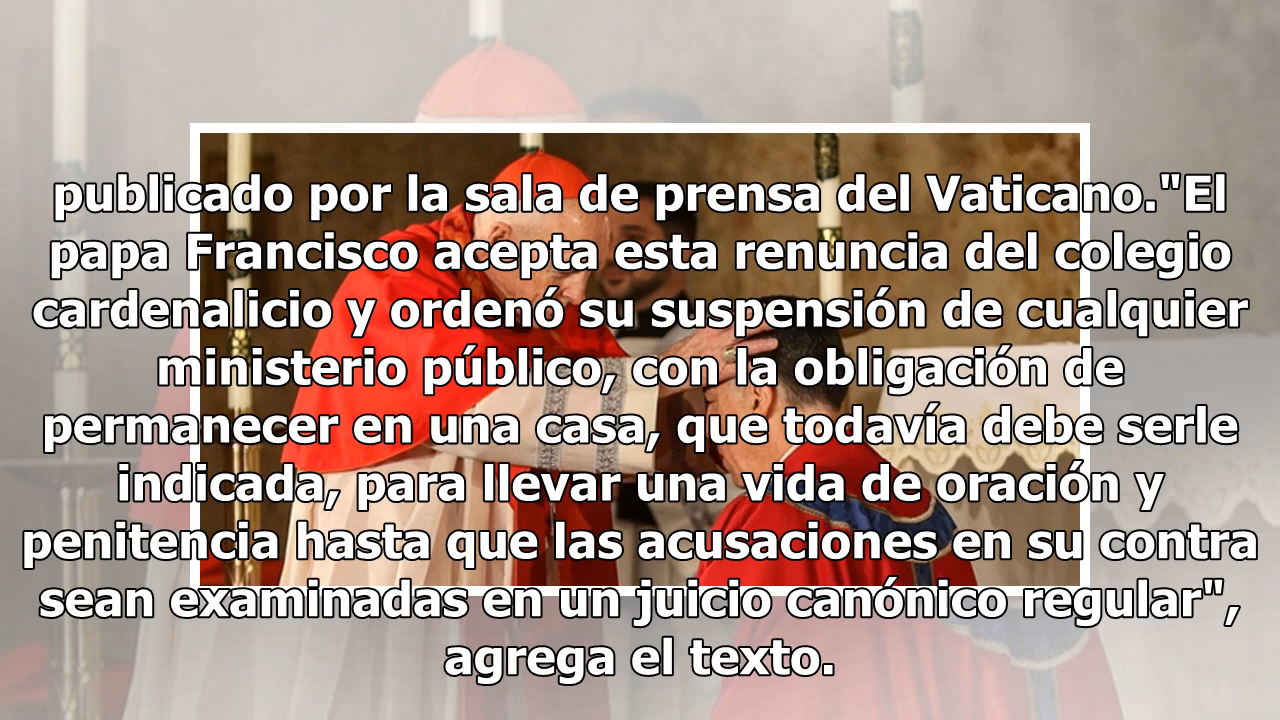 publicado por la sala de prensa del Vaticano."El
papa Francisco acepta esta renuncia del colegio
cardenalicio y ordenó su suspensión de cualquier
ministerio público, con la obligación de
permanecer en una casa, que todavía debe serle
indicada, para llevar una vida de oración y
penitencia hasta que las acusaciones en su contra
sean examinadas en un juicio canónico regular",
agrega el texto.